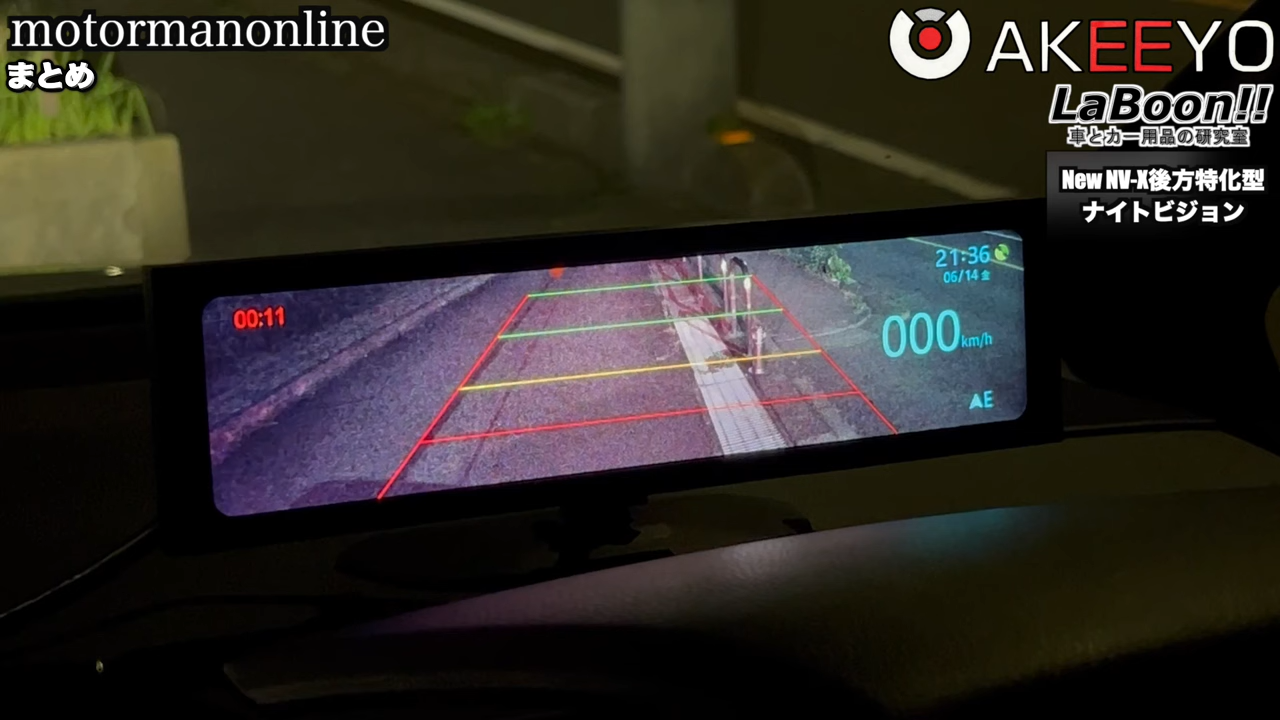 motormanonline
まとめ
AKEEYO
LaBoon!!
車とカー用品の研究室
New NV-X後方特化型
ナイトビジョン
00:11
21:36
06/14 金
000 km/h
AE